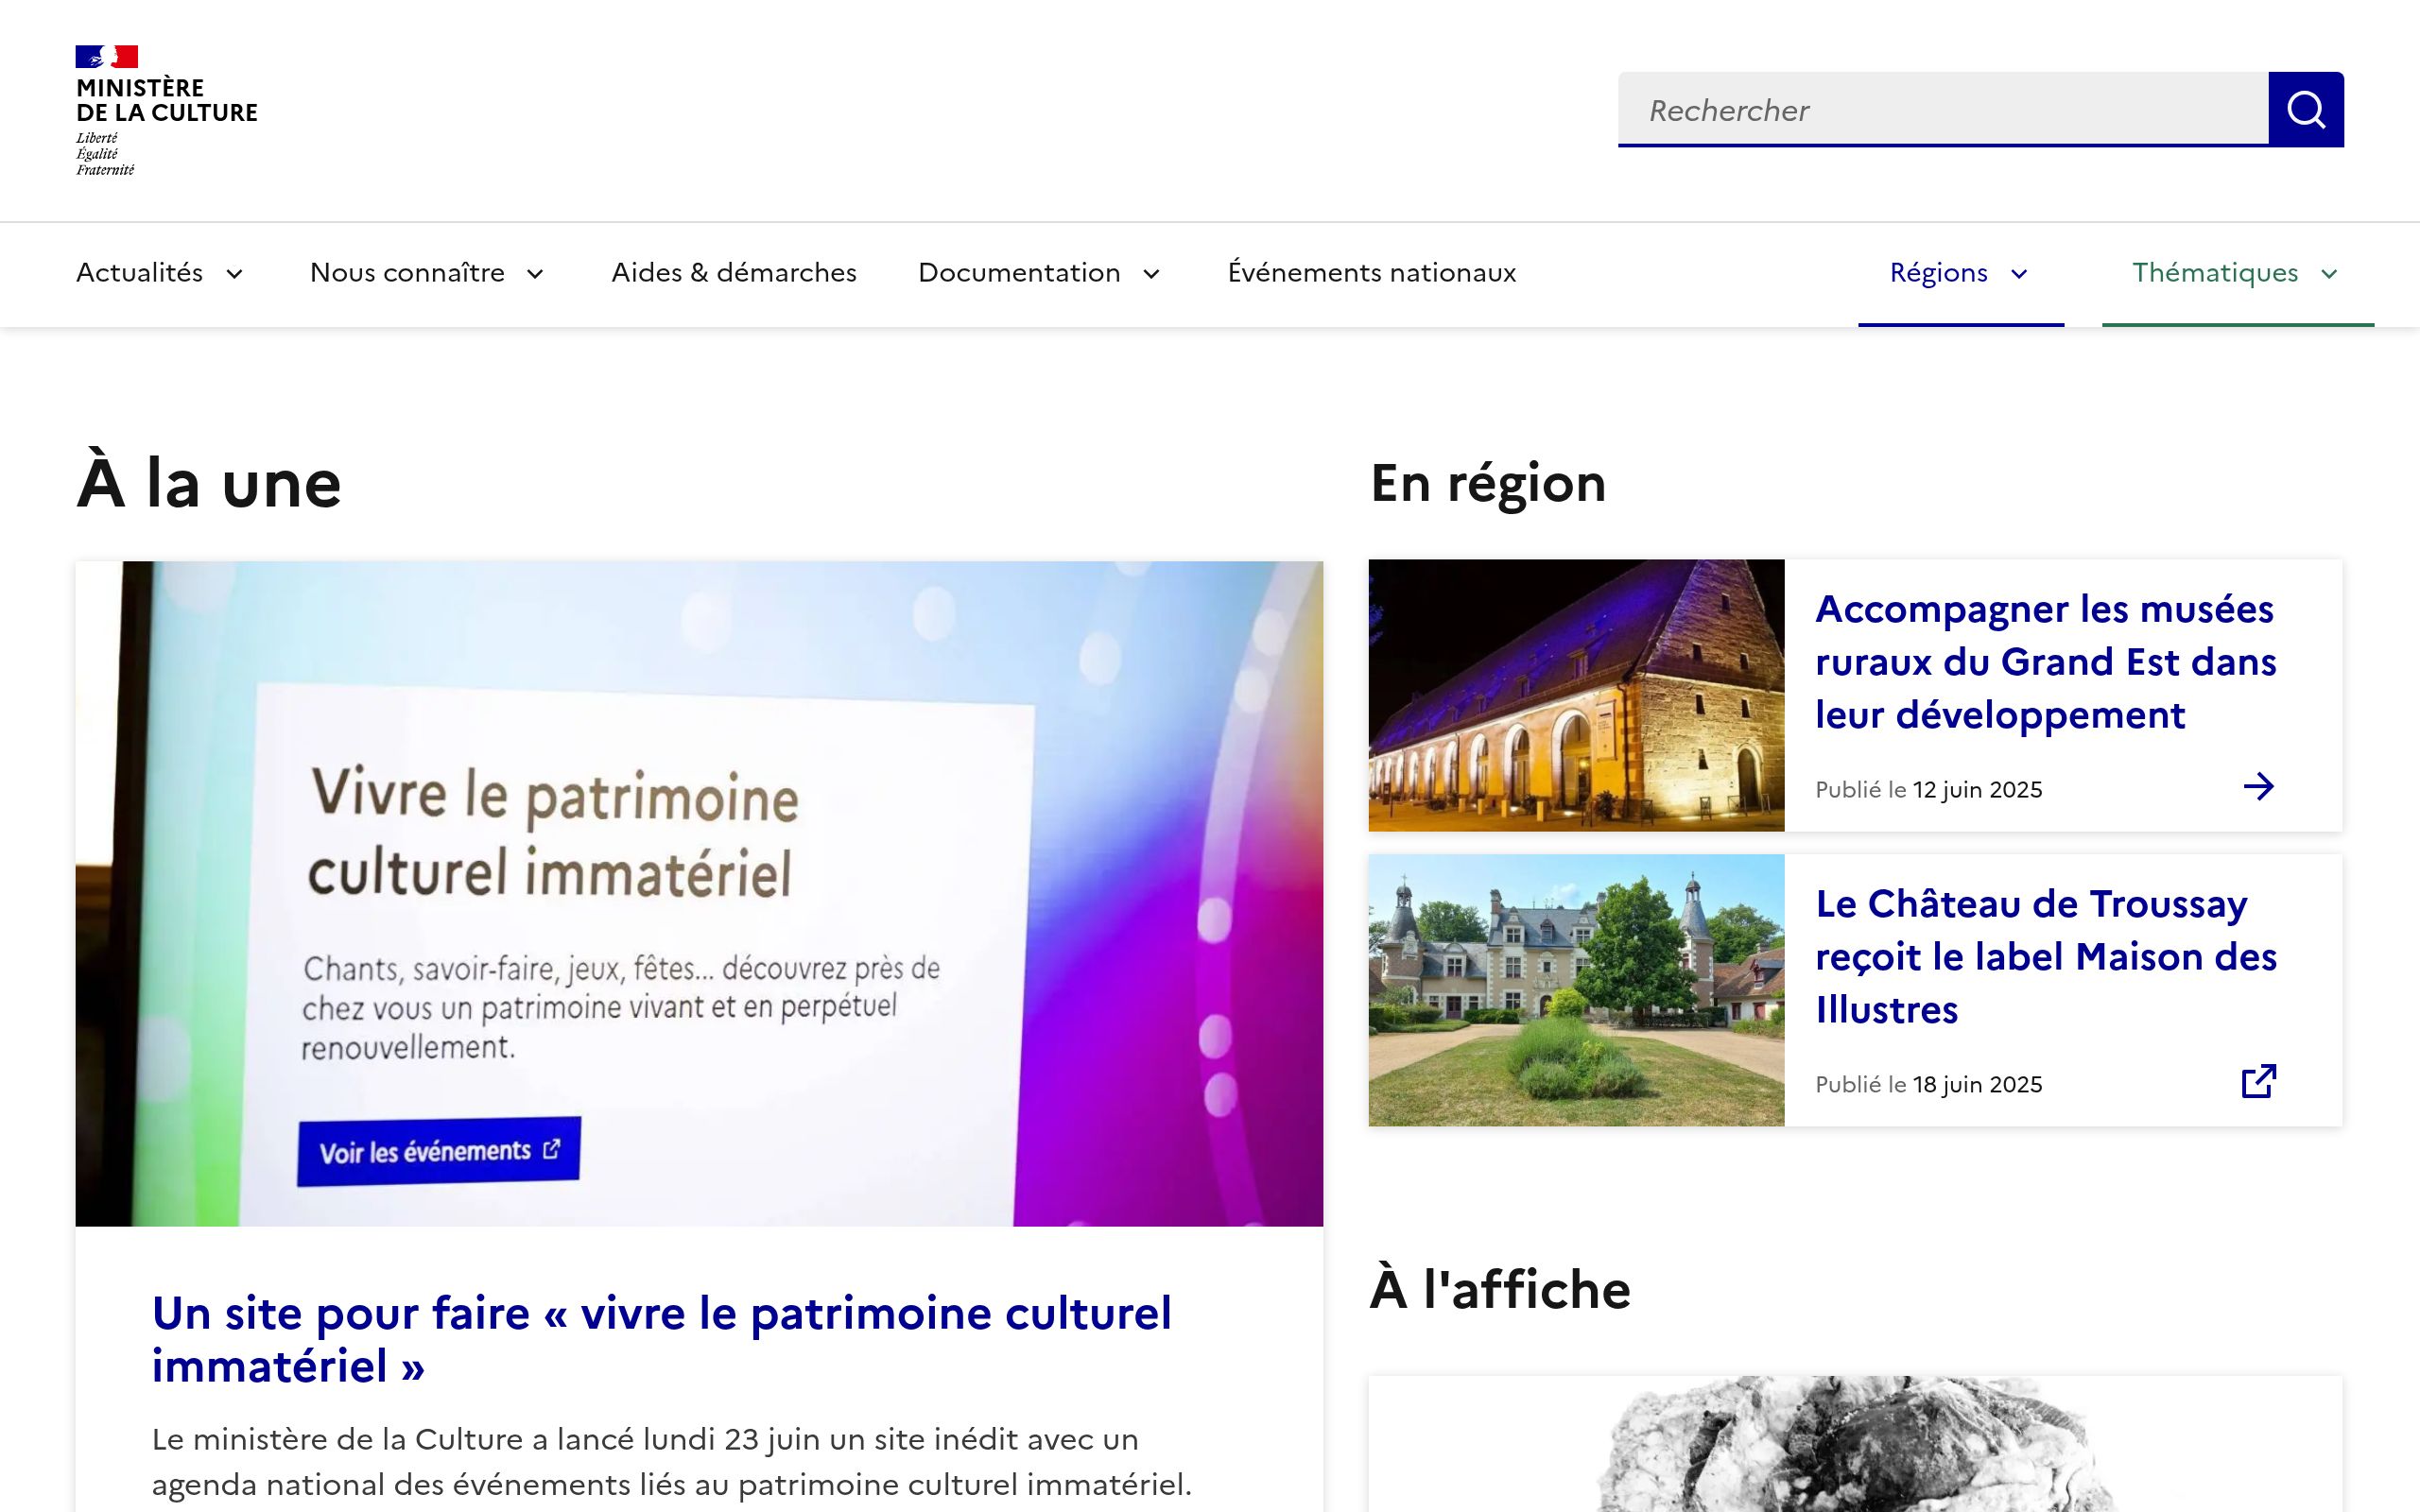 MINISTÈRE
DE LA CULTURE
Liberté
Égalité
Fraternité
Rechercher
Actualités
Nous connaître
Aides & démarches
Documentation
Événements nationaux
Régions
Thématiques
À la une
Vivre le patrimoine
culturel immatériel
Chants, savoir-faire, jeux, fêtes... découvrez près de
chez vous un patrimoine vivant et en perpétuel
renouvellement.
Voir les événements
Un site pour faire « vivre le patrimoine culturel
immatériel »
Le ministère de la Culture a lancé lundi 23 juin un site inédit avec un
agenda national des événements liés au patrimoine culturel immatériel.
En région
Accompagner les musées
ruraux du Grand Est dans
leur développement
Publié le 12 juin 2025
Le Château de Troussay
reçoit le label Maison des
Illustres
Publié le 18 juin 2025
À l'affiche